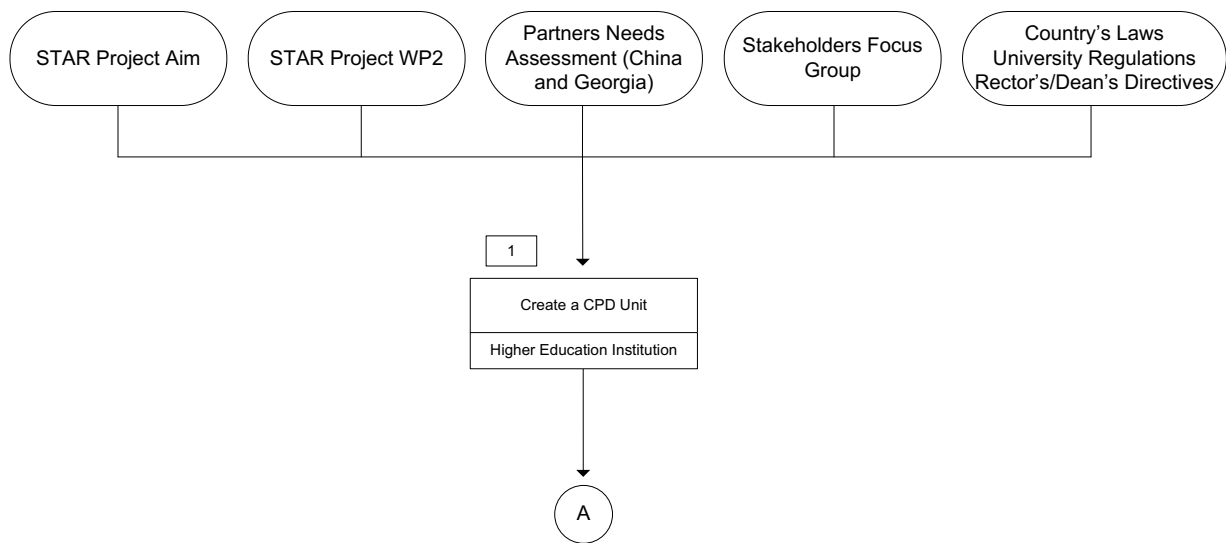 STAR Project Aim
STAR Project WP2
Partners Needs
Assessment (China
and Georgia)
Stakeholders Focus
Group
Country’s Laws
University Regulations
Rector’s/Dean’s Directives
1
Create a CPD Unit
Higher Education Institution
A